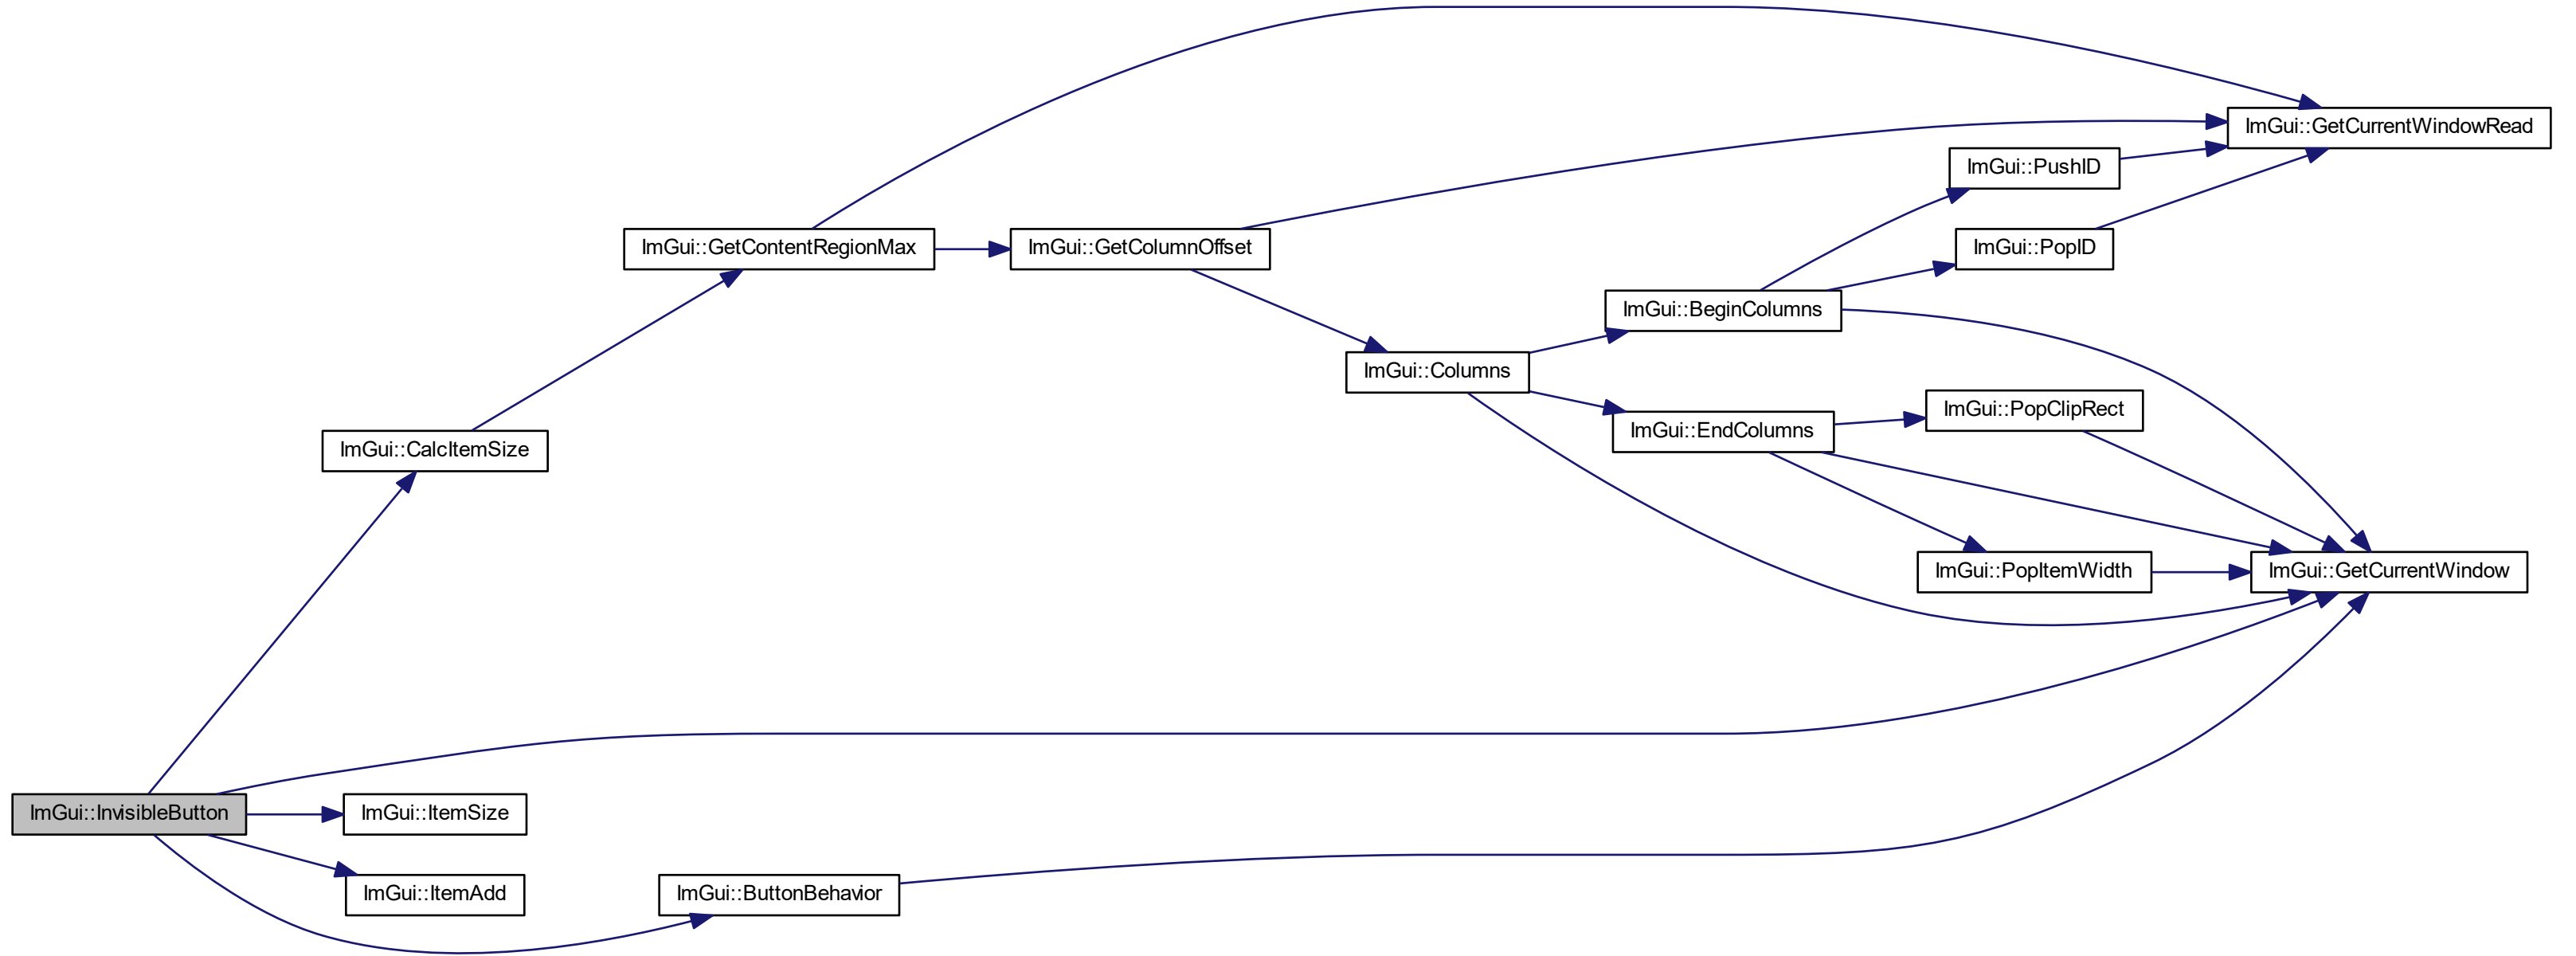 ImGui::GetCurrentWindowRead
ImGui::PushID
ImGui::GetContentRegionMax
ImGui::GetColumnOffset
ImGui::PopID
ImGui::BeginColumns
ImGui::Columns
ImGui::PopClipRect
ImGui::EndColumns
ImGui::CalcItemSize
ImGui::PopItemWidth
ImGui::GetCurrentWindow
ImGui::InvisibleButton
ImGui::ItemSize
ImGui::ItemAdd
ImGui::ButtonBehavior